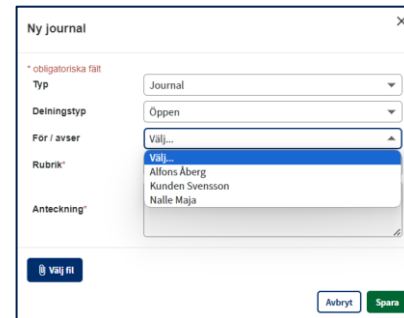 Ny journal
* obligatoriska fält
Typ
Journal
Delningstyp
Öppen
För / avser
Välj...
Välj...
Alfons Åberg
Kunden Svensson
Nalle Maja
Rubrik*
Anteckning*
Välj fil
Avbryt
Spara